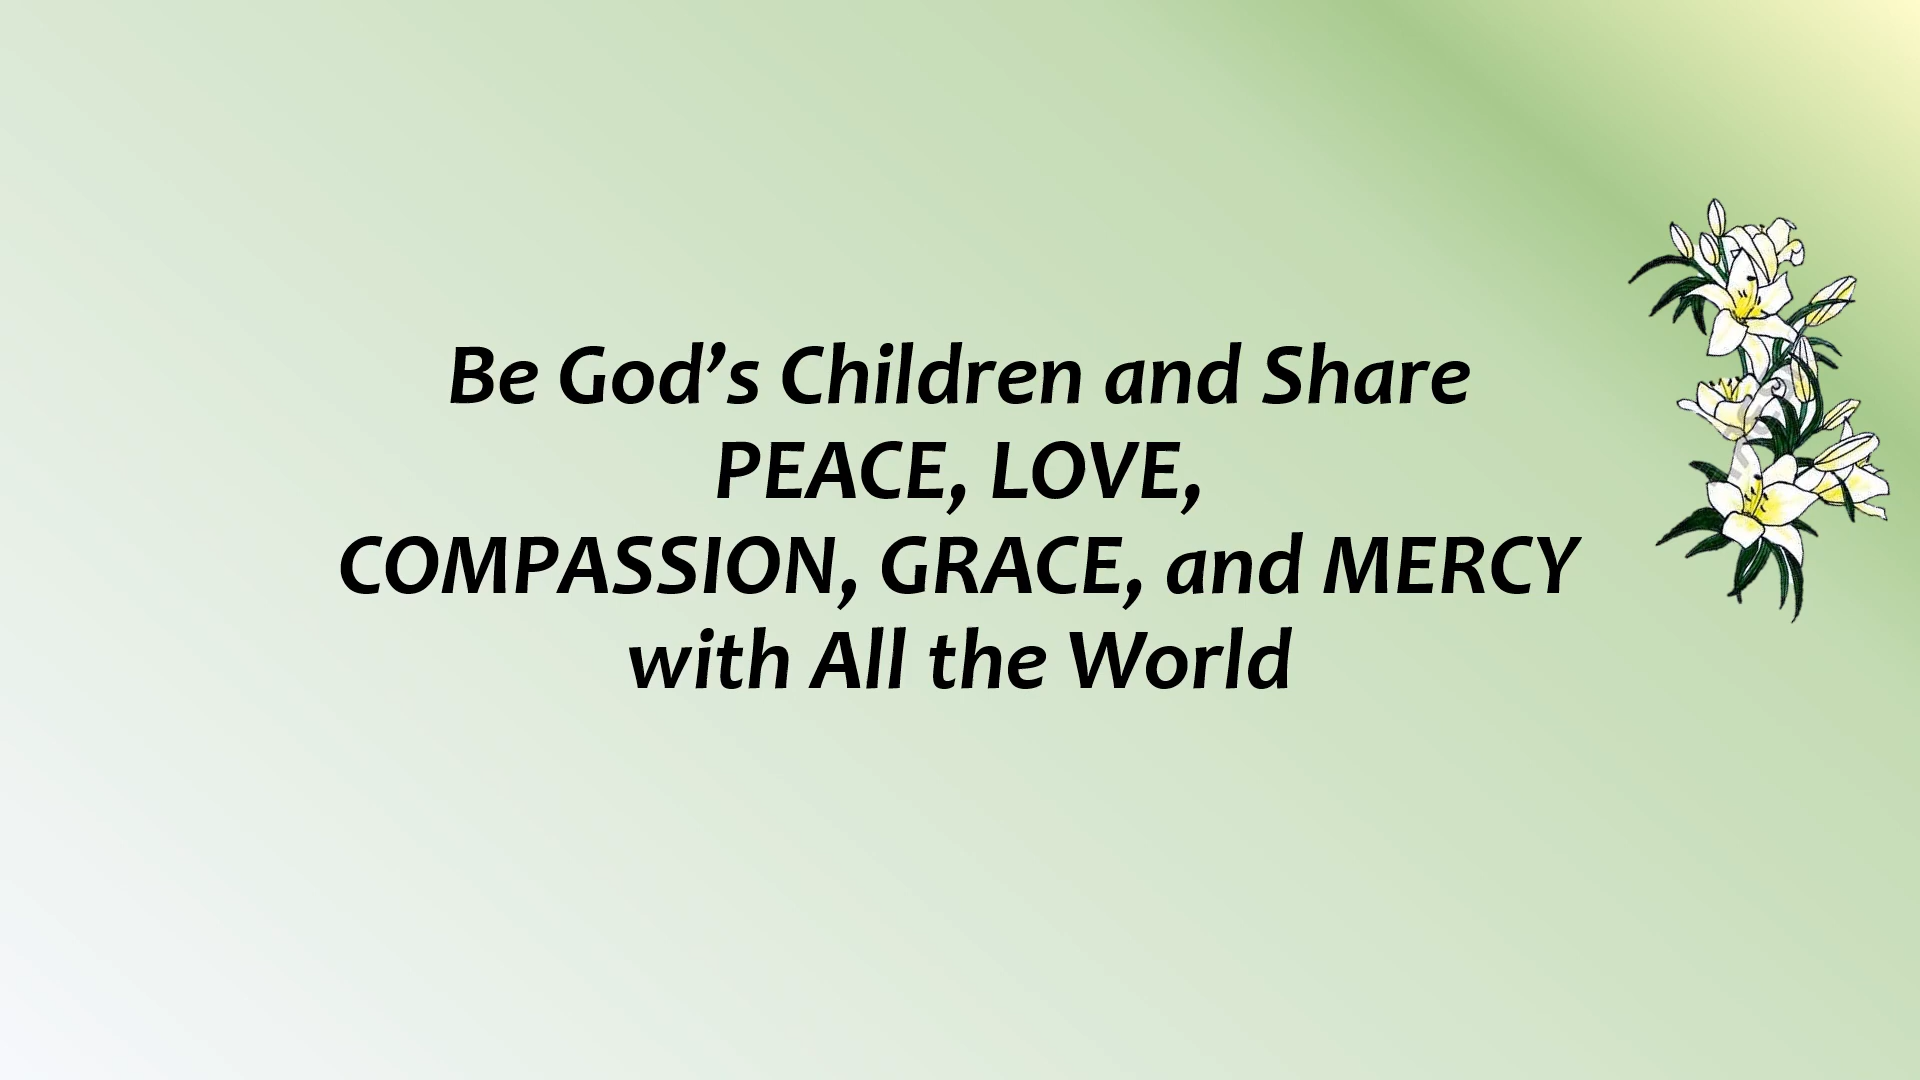 Be God’s Children and Share
PEACE, LOVE,
COMPASSION, GRACE, and MERCY
with All the World